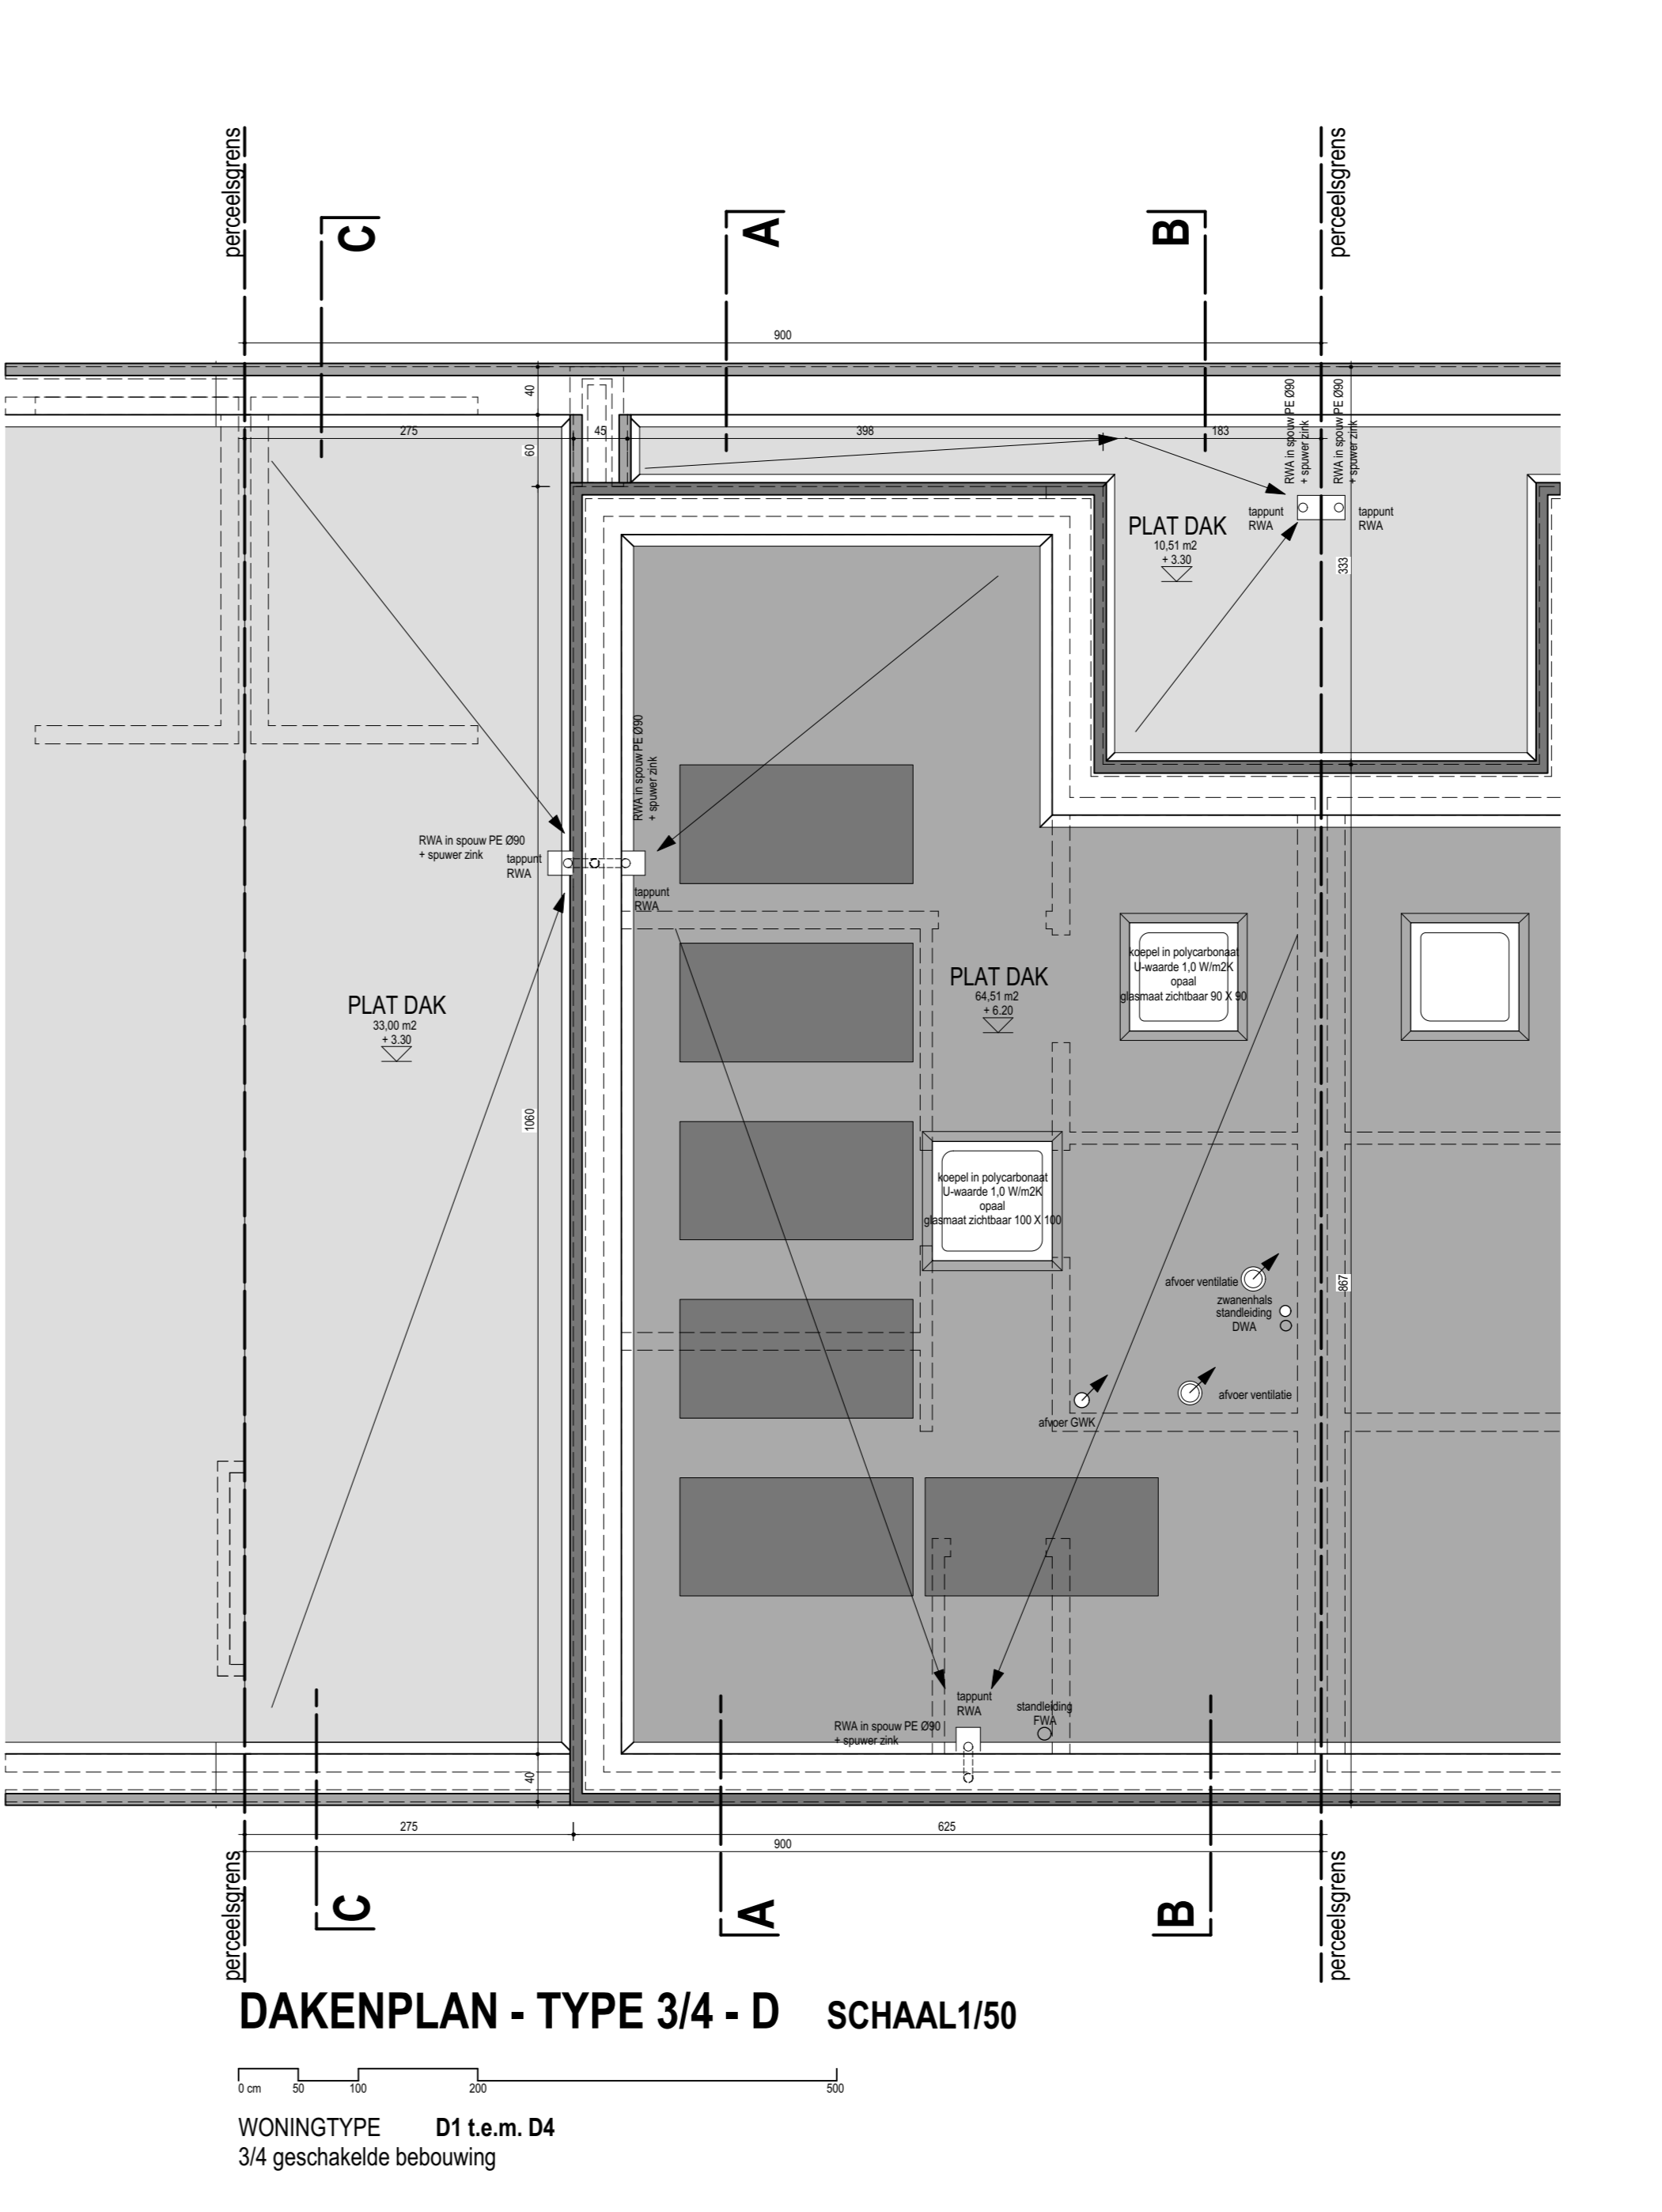 perceelsgrens
perceelsgrens
C
A
B
900
40
275
45
398
183
60
RWA in spouw PE Ø90
+ spuwer zink
RWA in spouw PE Ø90
+ spuwer zink
tappunt
RWA
tappunt
RWA
PLAT DAK
10,51 m2
+ 3.30
333
RWA in spouw PE Ø90
+ spuwer zink
RWA in spouw PE Ø90
+ spuwer zink
tappunt
RWA
tappunt
RWA
koepel in polycarbonaat
U-waarde 1,0 W/m2K
opaal
glasmaat zichtbaar 90 X 90
PLAT DAK
64,51 m2
+ 6.20
PLAT DAK
33,00 m2
+ 3.30
1060
koepel in polycarbonaat
U-waarde 1,0 W/m2K
opaal
glasmaat zichtbaar 100 X 100
afvoer ventilatie
zwanenhals
standleiding
DWA
867
afvoer ventilatie
afvoer GWK
tappunt
RWA
standleiding
FWA
RWA in spouw PE Ø90
+ spuwer zink
40
275
625
900
perceelsgrens
perceelsgrens
C
A
B
DAKENPLAN - TYPE 3/4 - D SCHAAL1/50
0 cm 50 100 200 500
WONINGTYPE D1 t.e.m. D4
3/4 geschakelde bebouwing